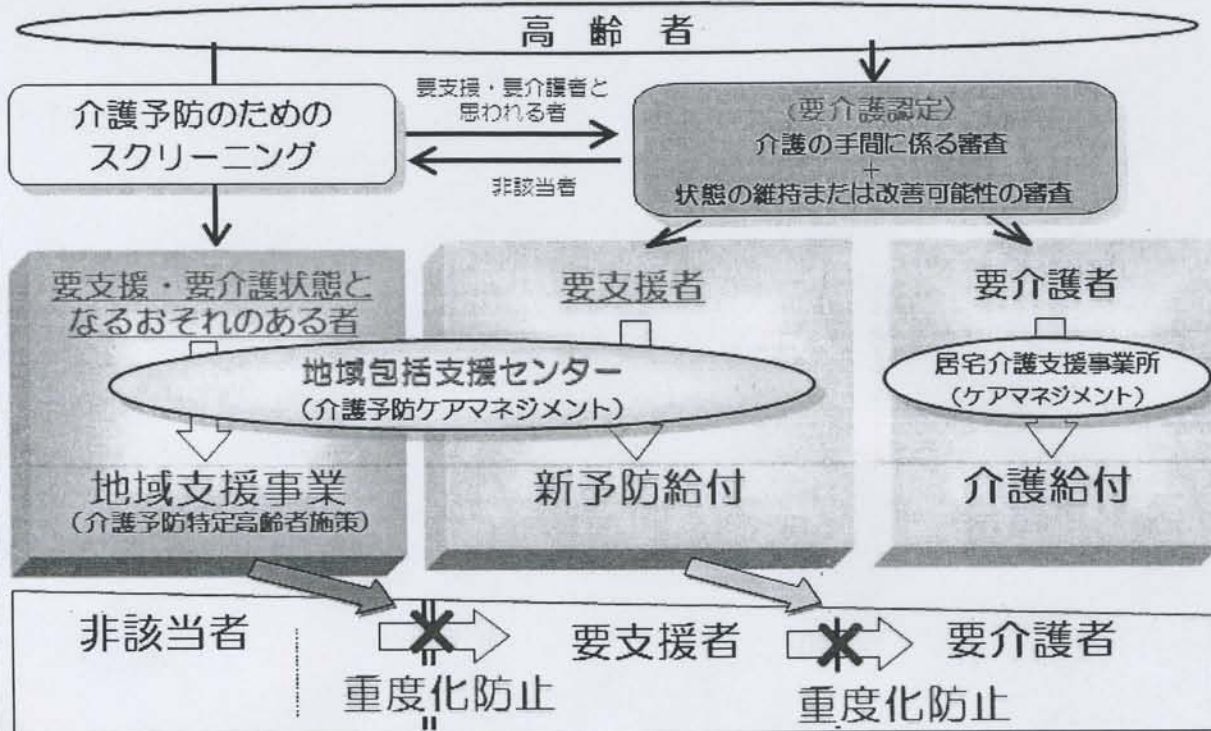 高齢者
介護予防のための
スクリーニング
要支援・要介護者と
思われる者
非該当者
(要介護認定)
介護の手間に係る審査
+
状態の維持または改善可能性の審査
要支援・要介護状態と
なるおそれのある者
要支援者
要介護者
地域包括支援センター
(介護予防ケアマネジメント)
居宅介護支援事業所
(ケアマネジメント)
地域支援事業
(介護予防特定高齢者施策)
新予防給付
介護給付
非該当者
要支援者
要介護者
重度化防止
重度化防止